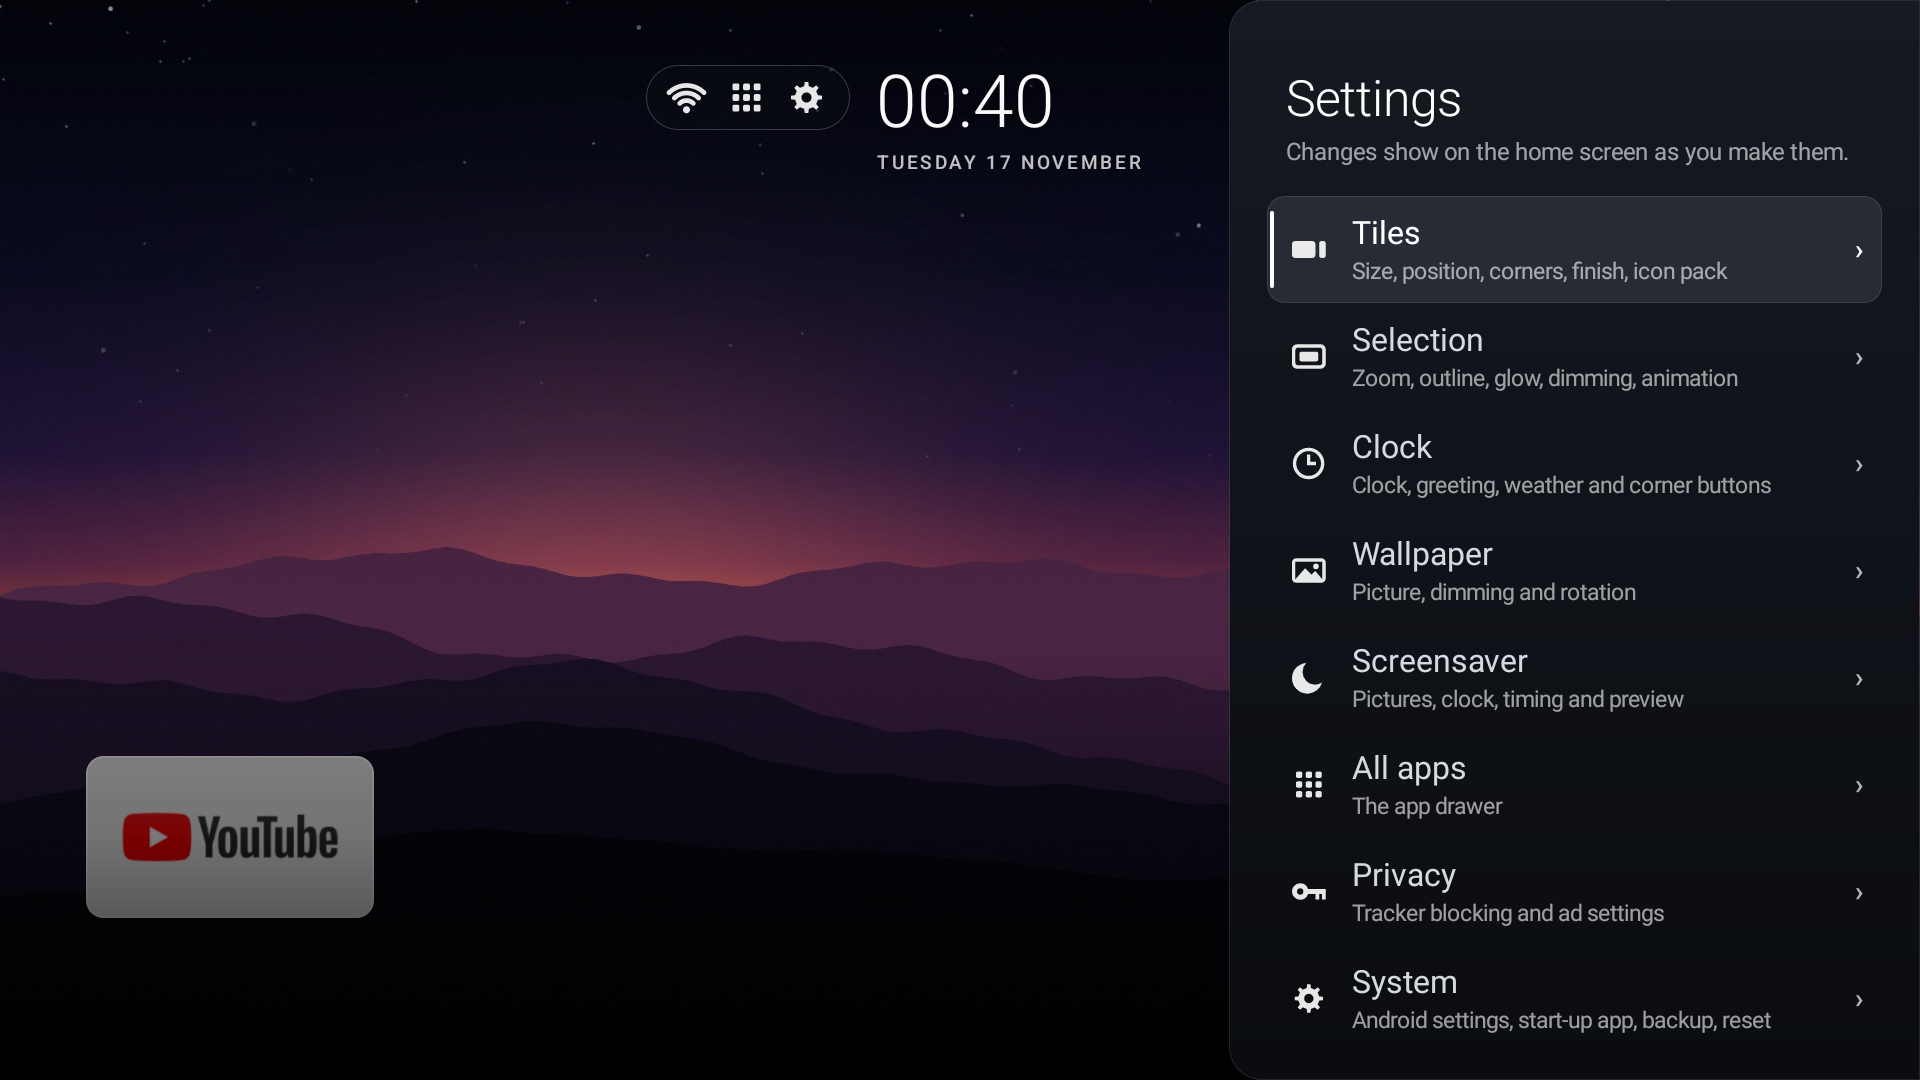 00:40
TUESDAY 17 NOVEMBER
YouTube
Settings
Changes show on the home screen as you make them.
Tiles
Size, position, corners, finish, icon pack
Selection
Zoom, outline, glow, dimming, animation
Clock
Clock, greeting, weather and corner buttons
Wallpaper
Picture, dimming and rotation
Screensaver
Pictures, clock, timing and preview
All apps
The app drawer
Privacy
Tracker blocking and ad settings
System
Android settings, start-up app, backup, reset